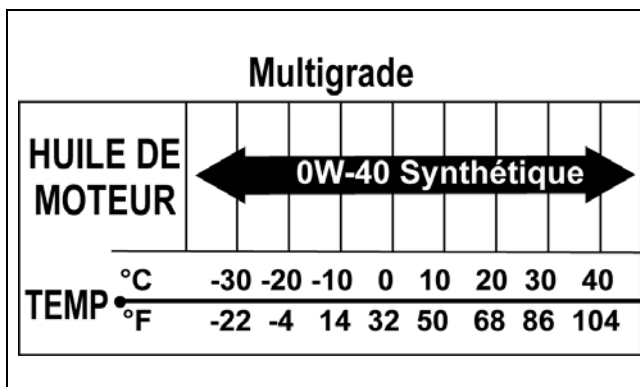 Multigrade
HUILE DE
MOTEUR
0W-40 Synthétique
TEMP
°C -30 -20 -10 0 10 20 30 40
°F -22 -4 14 32 50 68 86 104